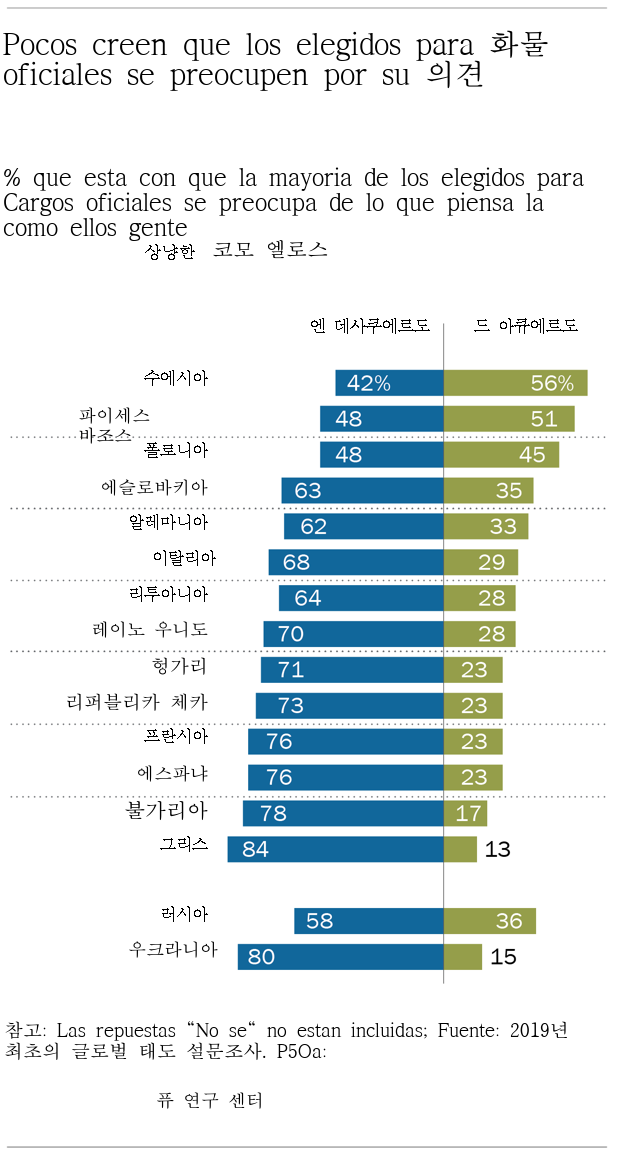 Pocos creen que los elegidos para 화물
oficiales se preocupen por su 의견
% que esta con que la mayoria de los elegidos para
Cargos oficiales se preocupa de lo que piensa la
como ellos gente
상냥한 코모 엘로스
엔 데사쿠에르도 드 아큐에르도
수에시아 42% 56%
파이세스
바조스 48 51
폴로니아 48 45
에슬로바키아 63 35
알레마니아 62 33
이탈리아 68 29
리투아니아 64 28
레이노 우니도 70 28
헝가리 71 23
리퍼블리카 체카 73 23
프란시아 76 23
에스파냐 76 23
불가리아 78 17
그리스 84 13
러시아 58 36
우크라니아 80 15
참고: Las repuestas “No se“ no estan incluidas; Fuente: 2019년
최초의 글로벌 태도 설문조사. P5Oa:
퓨 연구 센터